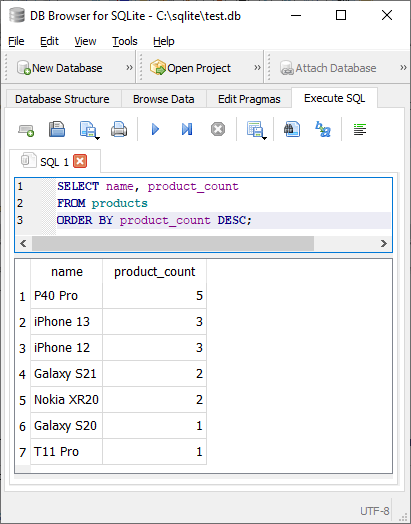 DB Browser for SQLite - C:\sqlite\test.db
File Edit View Tools Help
New Database » Open Project » Attach Database »
Database Structure Browse Data Edit Pragmas Execute SQL
SQL 1
1 SELECT name, product_count
2 FROM products
3 ORDER BY product_count DESC;
name product_count
1 P40 Pro 5
2 iPhone 13 3
3 iPhone 12 3
4 Galaxy S21 2
5 Nokia XR20 2
6 Galaxy S20 1
7 T11 Pro 1
UTF-8